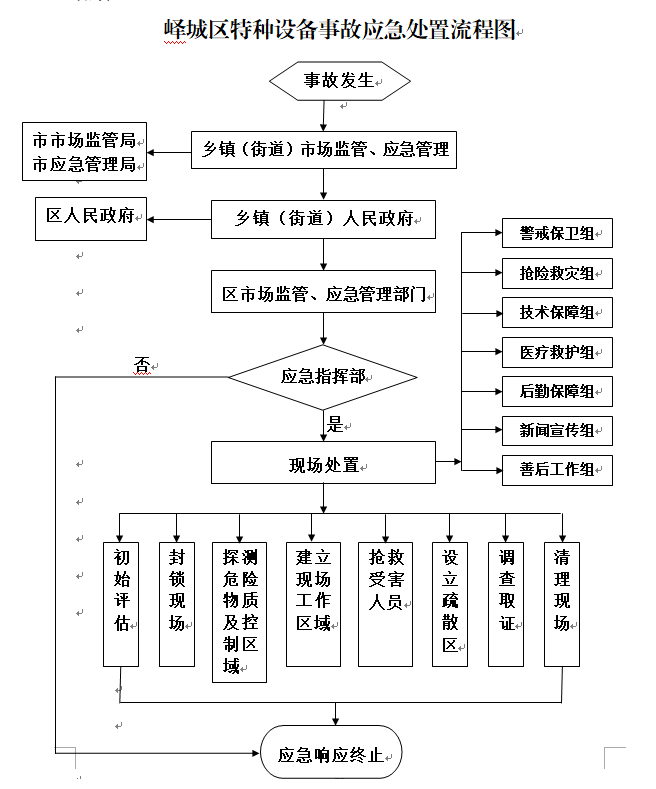 峄城区特种设备事故应急处置流程图
事故发生
市市场监管局
市应急管理局
乡镇（街道）市场监管、应急管理
区人民政府
乡镇（街道）人民政府
区市场监管、应急管理部门
应急指挥部
否
是
现场处置
警戒保卫组
抢险救灾组
技术保障组
医疗救护组
后勤保障组
新闻宣传组
善后工作组
初始评估
封锁现场
探测
危险
物质
及控
制区
域
建立
现场
工作
区域
抢救
受害
人员
设立疏散区
调查取证
清理现场
应急响应终止